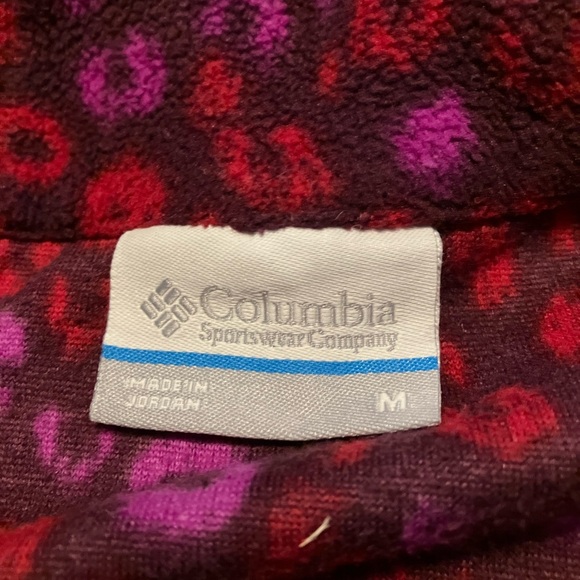 Columbia
Sportswear Company
MADE IN
JORDAN
M